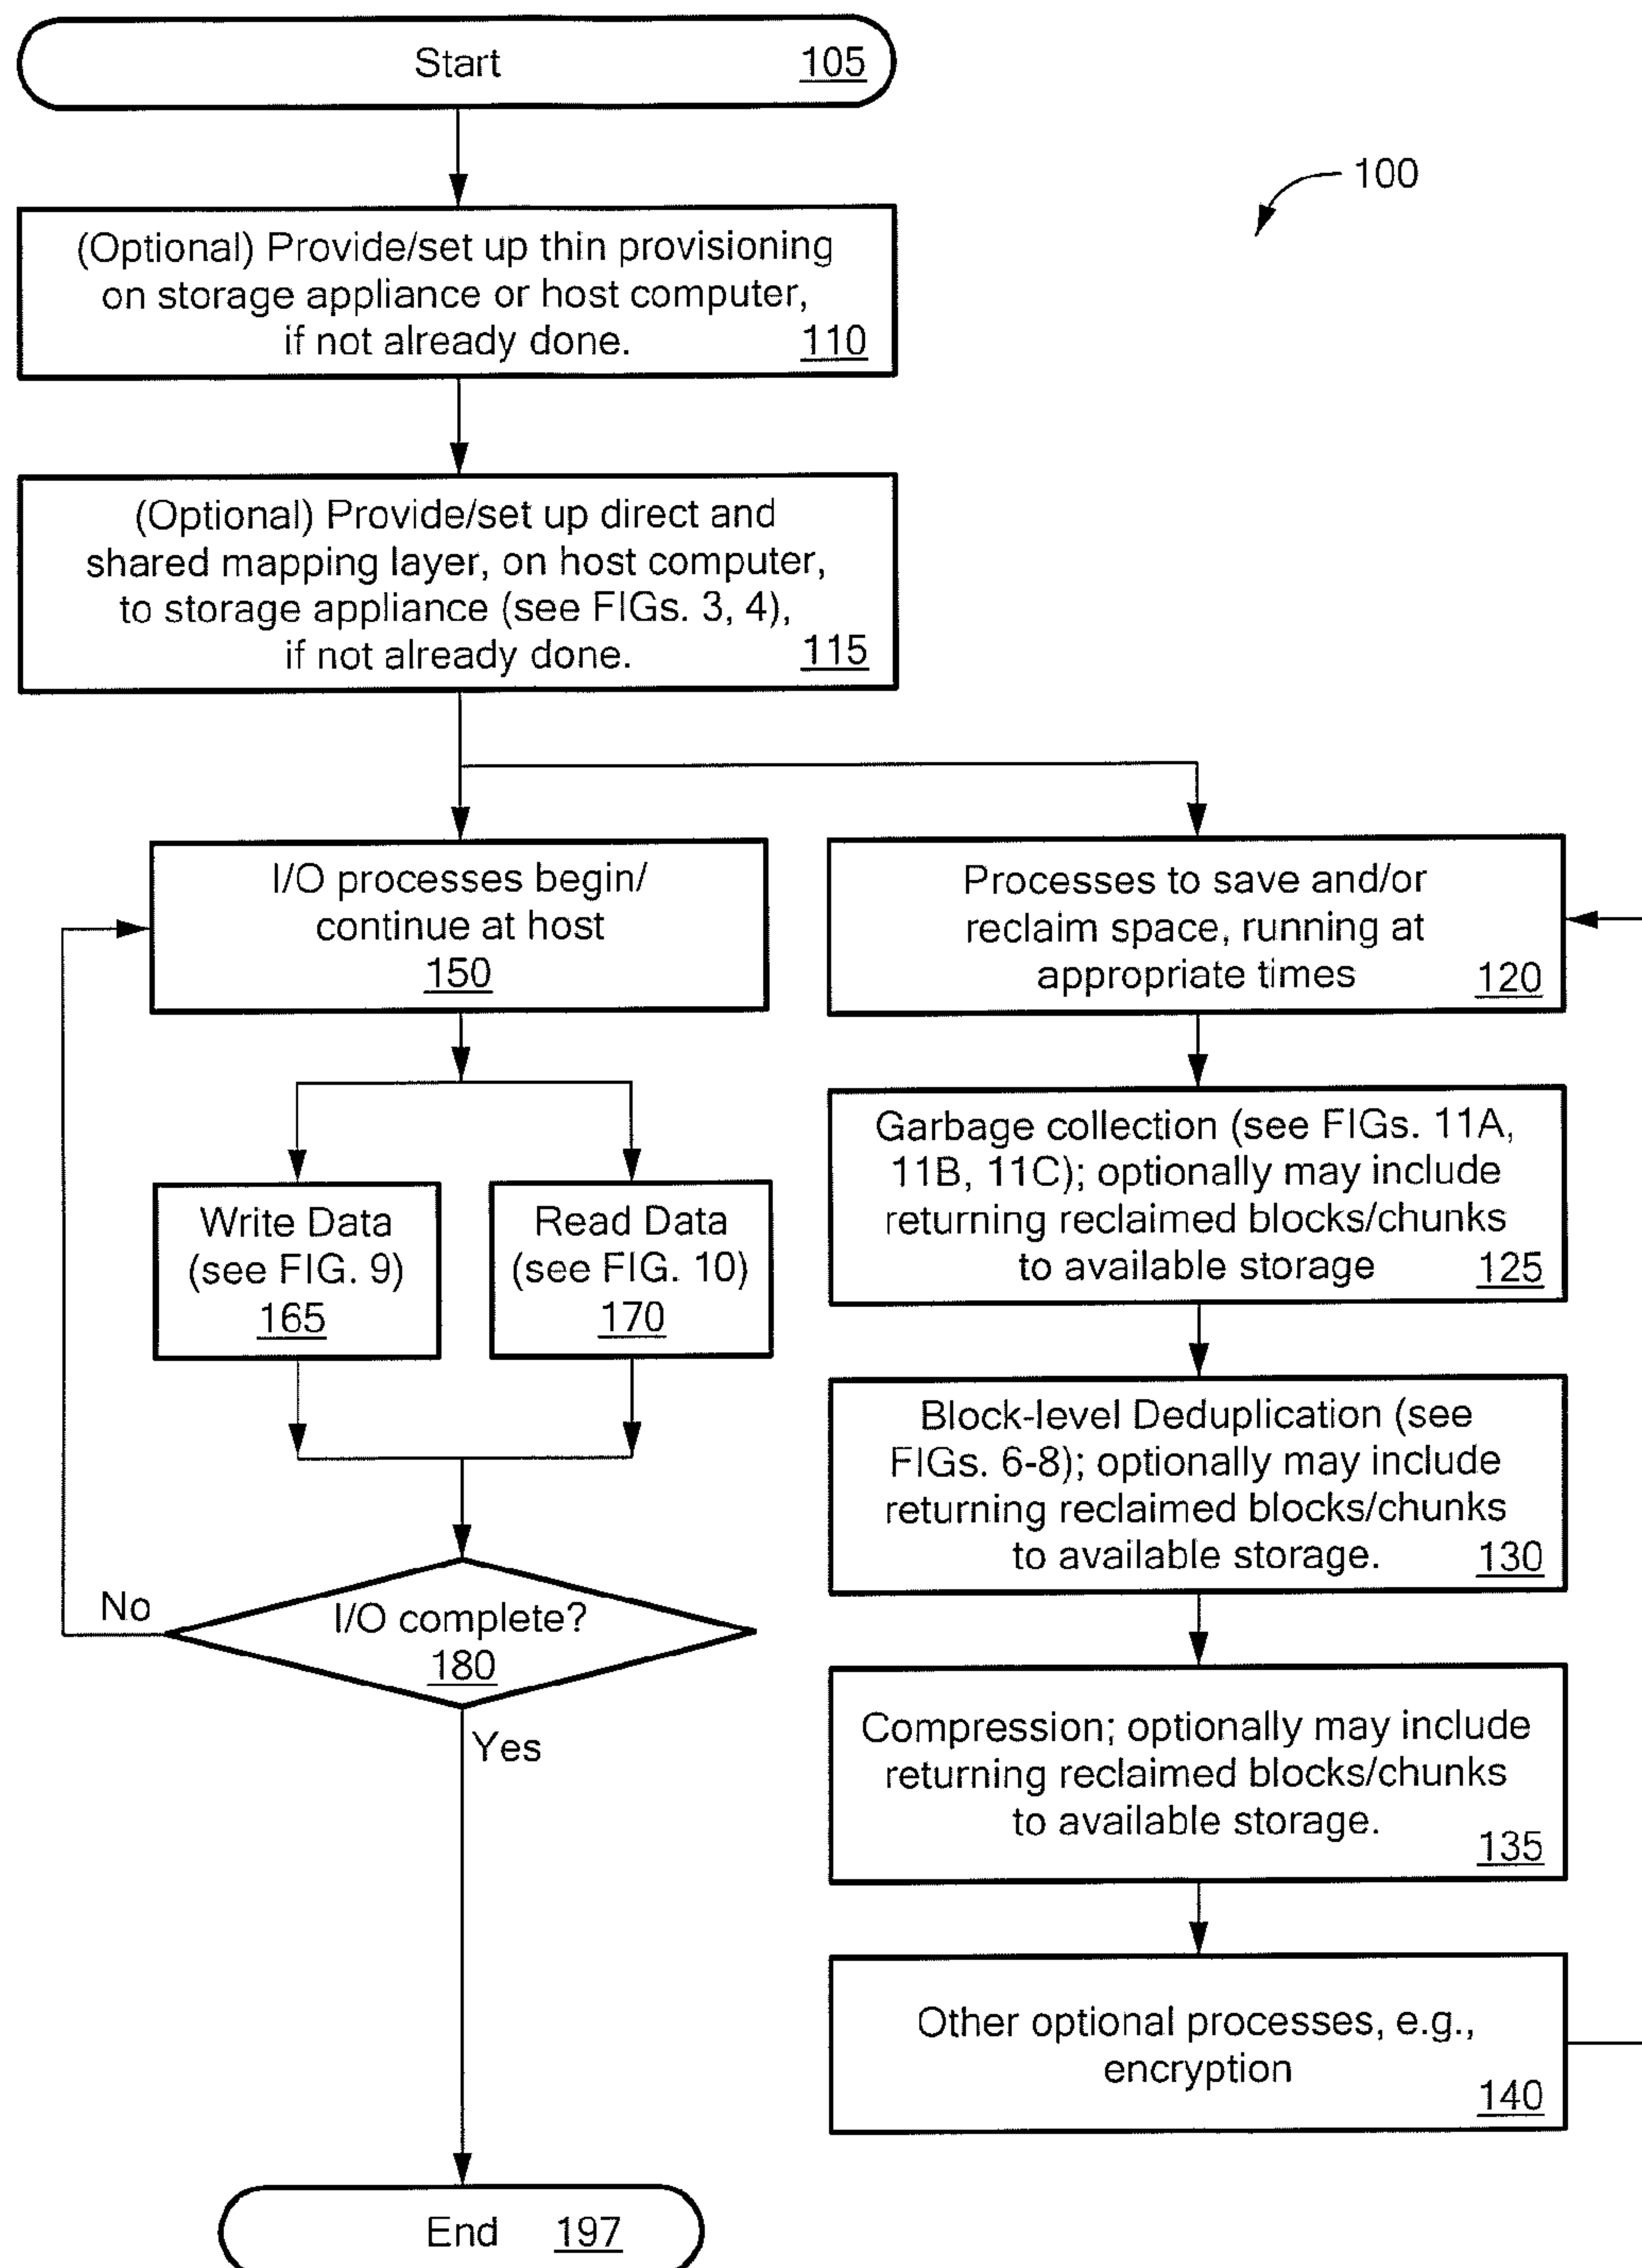 Start 105
100
(Optional) Provide/set up thin provisioning
on storage appliance or host computer,
if not already done. 110
(Optional) Provide/set up direct and
shared mapping layer, on host computer,
to storage appliance (see FIGs. 3, 4),
if not already done. 115
I/O processes begin/
continue at host
150
Write Data
(see FIG. 9)
165
Read Data
(see FIG. 10)
170
I/O complete?
180
No
Yes
End 197
Processes to save and/or
reclaim space, running at
appropriate times 120
Garbage collection (see FIGs. 11A,
11B, 11C); optionally may include
returning reclaimed blocks/chunks
to available storage 125
Block-level Deduplication (see
FIGs. 6-8); optionally may include
returning reclaimed blocks/chunks
to available storage. 130
Compression; optionally may include
returning reclaimed blocks/chunks
to available storage.
135
Other optional processes, e.g.,
encryption
140